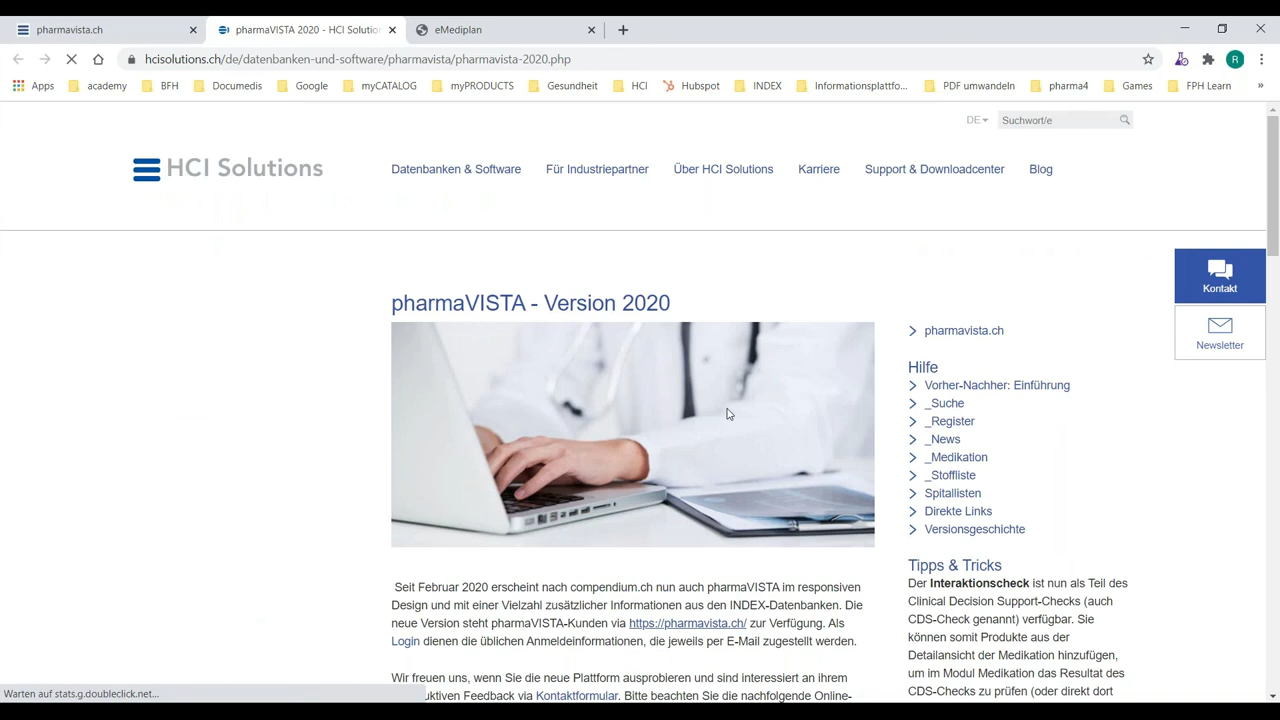 pharmavista.ch
pharmaVISTA 2020 - HCI Solutio
eMediplan
hcisolutions.ch/de/datenbanken-und-software/pharmavista/pharmavista-2020.php
R
Apps
academy
BFH
Documedis
Google
myCATALOG
myPRODUCTS
Gesundheit
HCI
Hubspot
INDEX
Informationsplattfo...
PDF umwandeln
pharma4
Games
FPH Learn
»
DE
Suchwort/e
HCI Solutions
Datenbanken & Software
Für Industriepartner
Über HCI Solutions
Karriere
Support & Downloadcenter
Blog
Kontakt
Newsletter
pharmaVISTA - Version 2020
Seit Februar 2020 erscheint nach compendium.ch nun auch pharmaVISTA im responsiven
Design und mit einer Vielzahl zusätzlicher Informationen aus den INDEX-Datenbanken. Die
neue Version steht pharmaVISTA-Kunden via https://pharmavista.ch/ zur Verfügung. Als
Login dienen die üblichen Anmeldeinformationen, die jeweils per E-Mail zugestellt werden.
Wir freuen uns, wenn Sie die neue Plattform ausprobieren und sind interessiert an ihrem
uktiven Feedback via Kontaktformular. Bitte beachten Sie die nachfolgende Online-
pharmavista.ch
Hilfe
Vorher-Nachher: Einführung
_Suche
_Register
_News
_Medikation
_Stoffliste
Spitallisten
Direkte Links
Versionsgeschichte
Tipps & Tricks
Der Interaktionscheck ist nun als Teil des
Clinical Decision Support-Checks (auch
CDS-Check genannt) verfügbar. Sie
können somit Produkte aus der
Detailansicht der Medikation hinzufügen,
um im Modul Medikation das Resultat des
CDS-Checks zu prüfen (oder direkt dort
Warten auf stats.g.doubleclick.net...